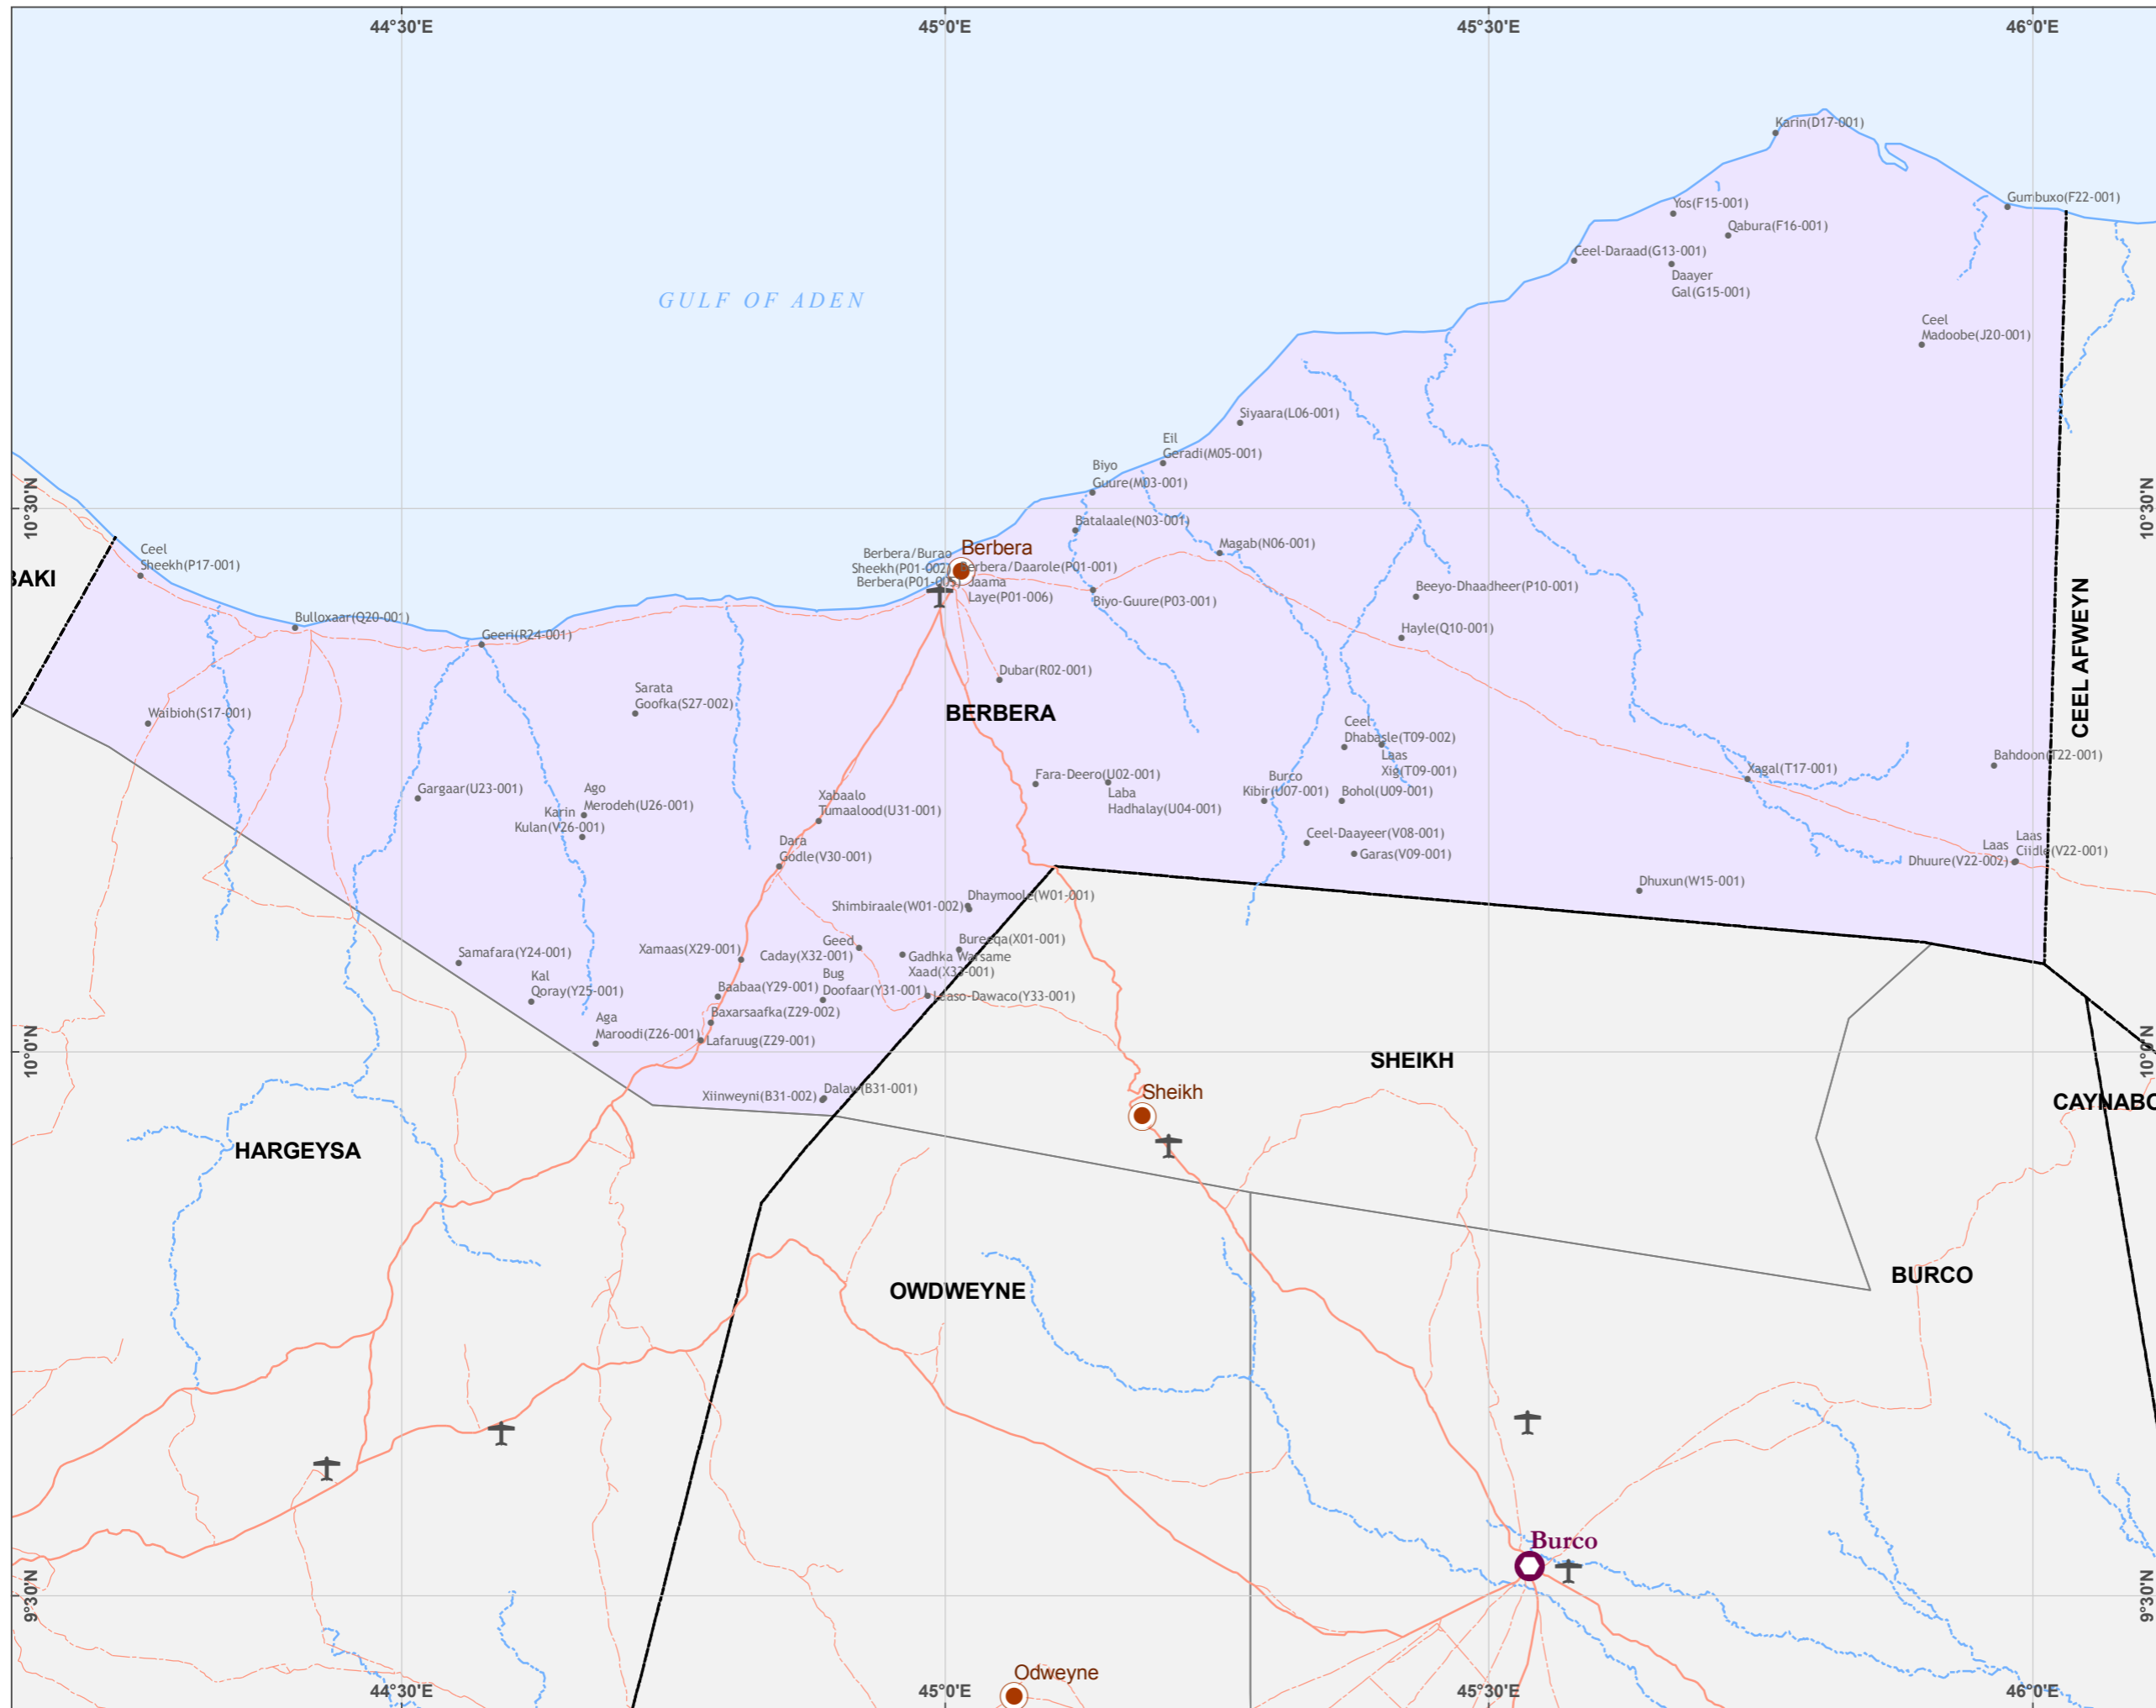 44°30'E
45°0'E
45°30'E
46°0'E
Karin(D17-001)
Gumbuxo(F22-001)
Yos(F15-001)
Qabura(F16-001)
Ceel-Daraad(G13-001)
Daayer
Gal(G15-001)
GULF OF ADEN
Ceel
Madoobe(J20-001)
Siyaara(L06-001)
Eil
Geradi(M05-001)
Biyo
Guure(M03-001)
10°30'N
10°30'N
Batalaale(N03-001)
Magab(N06-001)
Ceel
Sheekh(P17-001)
BAKI
Berbera
Berbera/Burao
Sheekh(P01-002)
Berbera/Daarole(P01-001)
Berbera(P01-005)
Jaama
Laye(P01-006)
Biyo-Guure(P03-001)
Beeyo-Dhaadheer(P10-001)
Bulloxaar(Q20-001)
Geeri(R24-001)
Hayle(Q10-001)
CEEL AFWEYN
Dubar(R02-001)
Sarata
Goofka(S27-002)
Waibioh(S17-001)
BERBERA
Ceel
Dhabasle(T09-002)
Laas
Xig(T09-001)
Bahdoon(T22-001)
Xagal(T17-001)
Fara-Deero(U02-001)
Laba
Hadhalay(U04-001)
Burco
Kibir(U07-001)
Bohol(U09-001)
Gargaar(U23-001)
Ago
Merodeh(U26-001)
Karin
Kulan(V26-001)
Xabaalo
Tumaalood(U31-001)
Dara
Godle(V30-001)
Ceel-Daayeer(V08-001)
Garas(V09-001)
Laas
Ciidle(V22-001)
Laas
Dhuure(V22-002)
Dhuxun(W15-001)
Dhaymoole(W01-001)
Shimbiraale(W01-002)
Samafara(Y24-001)
Xamaas(X29-001)
Geed
Caday(X32-001)
Bureeqa(X01-001)
Gadhka Warsame
Xaad(X33-001)
Kal
Qoray(Y25-001)
Baabaa(Y29-001)
Bug
Doofaar(Y31-001)
Laaso-Dawaco(Y33-001)
Baxarsaafka(Z29-002)
Aga
Maroodi(Z26-001)
Lafaruug(Z29-001)
10°0'N
10°0'N
SHEIKH
Sheikh
Xiinweyni(B31-002)
Dalaw(B31-001)
CAYNABO
HARGEYSA
OWDWEYNE
BURCO
Burco
9°30'N
9°30'N
Odweyne
44°30'E
45°0'E
45°30'E
46°0'E